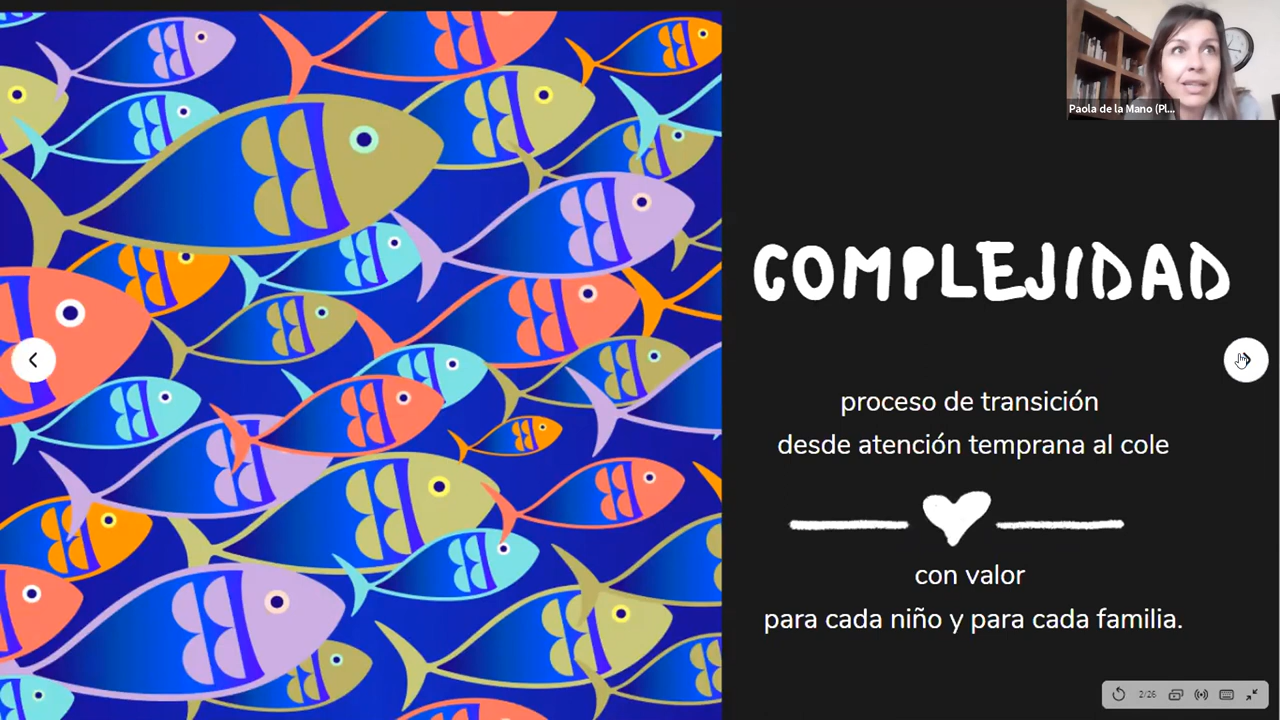 Paola de la Mano (Pl...
COMPLEJIDAD
proceso de transición
desde atención temprana al cole
con valor
para cada niño y para cada familia.
2/26